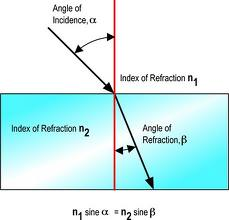 Angle of
Incidence, α
Index of Refraction n1
Index of Refraction n2
Angle of
Refraction, β
n1 sine α = n2 sine β